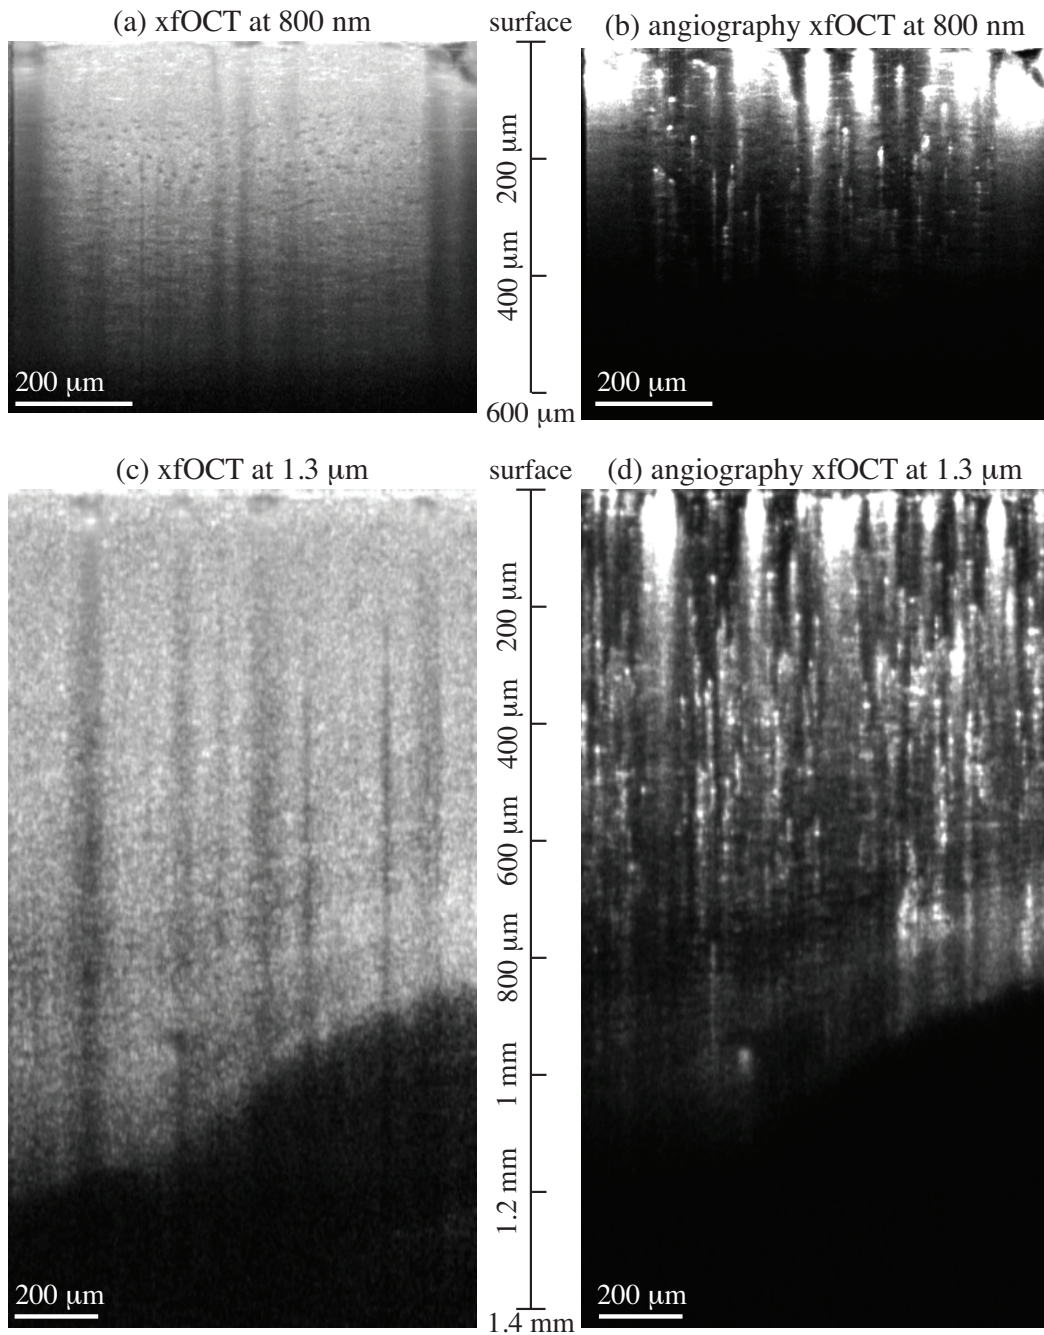 (a) xfOCT at 800 nm
surface
(b) angiography xfOCT at 800 nm
200 μm
400 μm
200 μm
200 μm
600 μm
(c) xfOCT at 1.3 μm
surface
(d) angiography xfOCT at 1.3 μm
200 μm
400 μm
600 μm
800 μm
1 mm
1.2 mm
200 μm
200 μm
1.4 mm